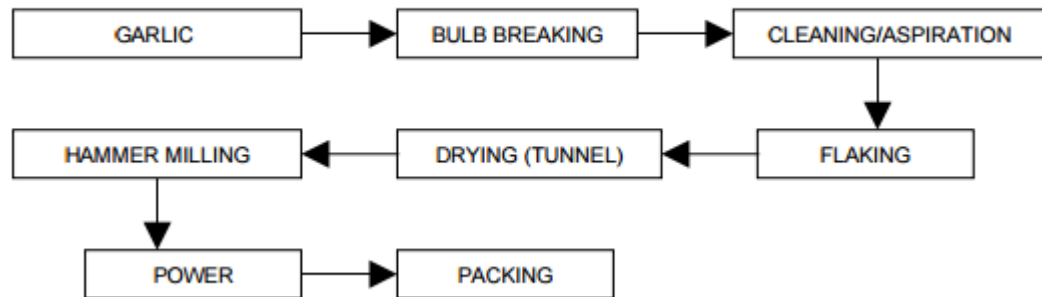 GARLIC
BULB BREAKING
CLEANING/ASPIRATION
FLAKING
DRYING (TUNNEL)
HAMMER MILLING
POWER
PACKING